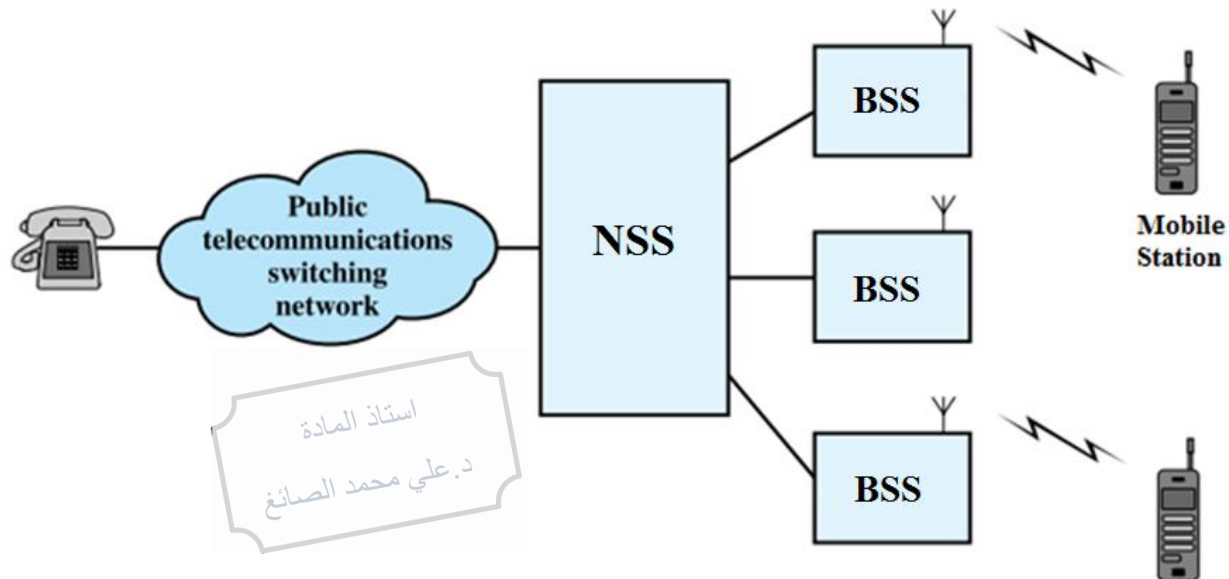 Public
telecommunications
switching
network
NSS
BSS
BSS
BSS
Mobile
Station
استاذ المادة
د.علي محمد الصائغ